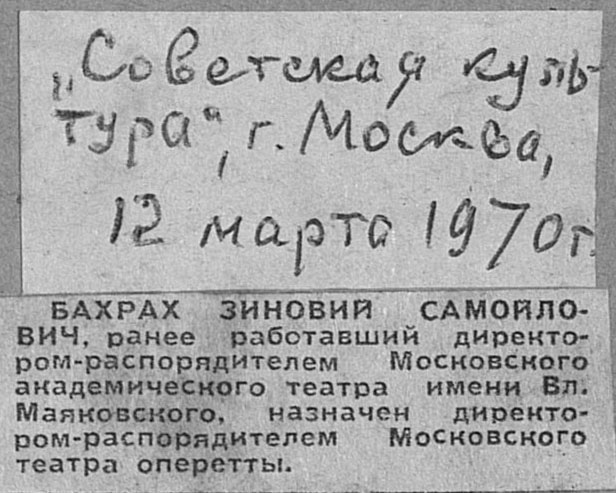 „Советская куль-
тура“, г. Москва,
12 марта 1970 г.
БАХРАХ ЗИНОВИЙ САМОЙЛО-
ВИЧ, ранее работавший директо-
ром-распорядителем Московского
академического театра имени Вл.
Маяковского, назначен директо-
ром-распорядителем Московского
театра оперетты.